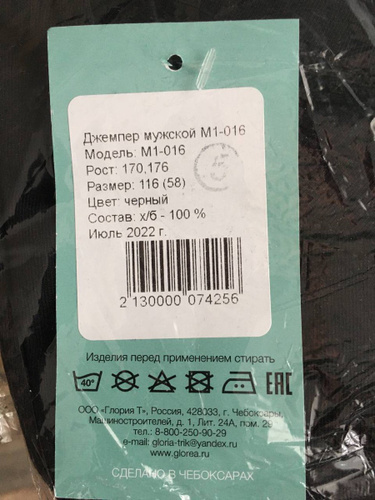 Джемпер мужской М1-016
Модель: М1-016
Рост: 170,176
Размер: 116 (58)
Цвет: черный
Состав: х/б - 100 %
Июль 2022 г.
5
2 130000 074256
Изделия перед применением стирать
40°
EAC
ООО «Глория Т», Россия, 428033, г. Чебоксары,
Машиностроителей, д. 1, Лит. 24А, пом. 29
тел.: 8-800-250-90-29
e-mail: gloria-trik@yandex.ru
www.glorea.ru
СДЕЛАНО В ЧЕБОКСАРАХ